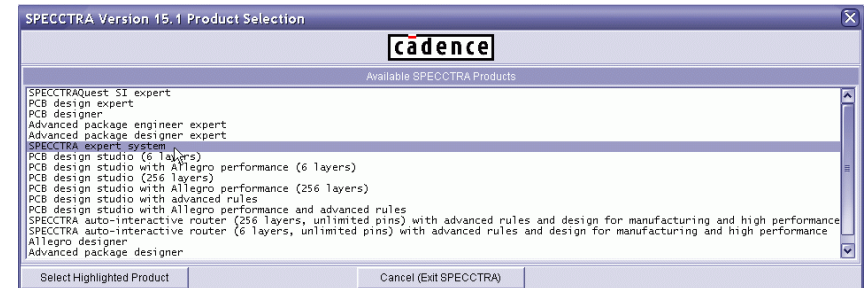 SPECCTRA Version 15.1 Product Selection
cadence
Available SPECCTRA Products
SPECCTRAQuest SI expert
PCB design expert
PCB designer
Advanced package engineer expert
Advanced package designer expert
SPECCTRA expert system
PCB design studio (6 layers)
PCB design studio with Allegro performance (6 layers)
PCB design studio (256 layers)
PCB design studio with Allegro performance (256 layers)
PCB design studio with advanced rules
PCB design studio with Allegro performance and advanced rules
SPECCTRA auto-interactive router (256 layers, unlimited pins) with advanced rules and design for manufacturing and high performance
SPECCTRA auto-interactive router (6 layers, unlimited pins) with advanced rules and design for manufacturing and high performance
Allegro designer
Advanced package designer
Select Highlighted Product
Cancel (Exit SPECCTRA)